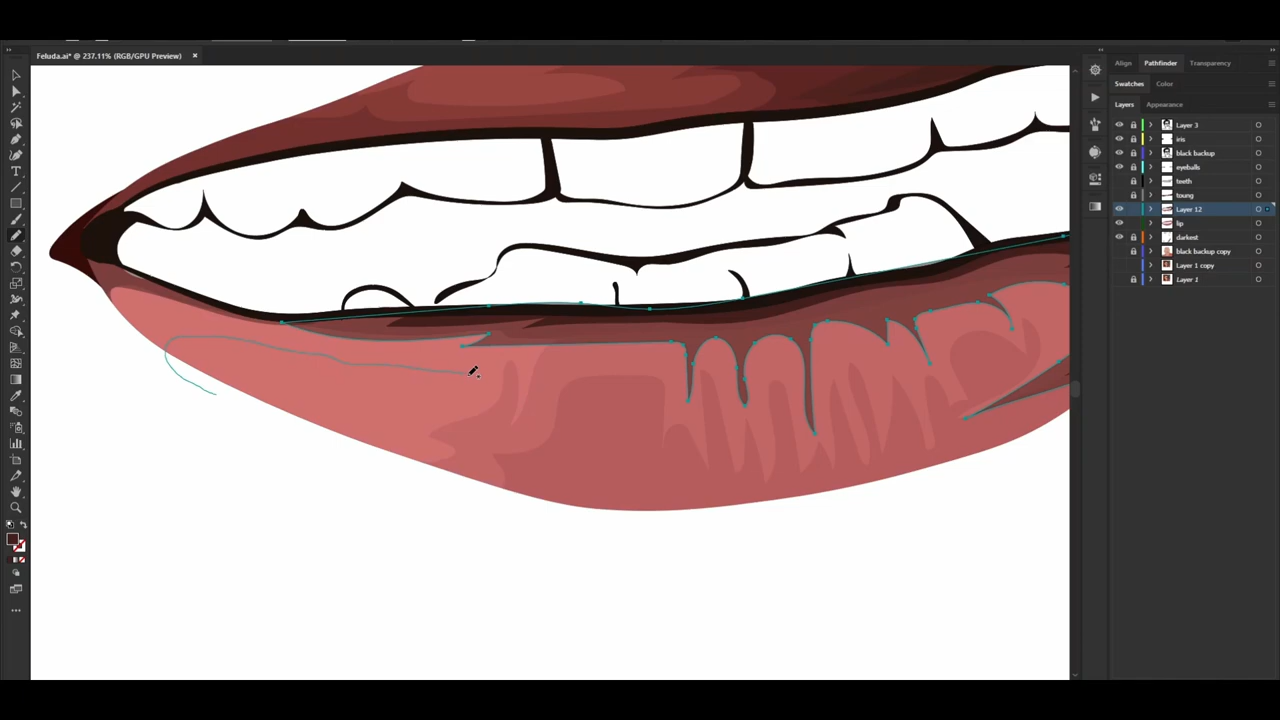 Feluda.ai* @ 237.11% (RGB/GPU Preview) ×
Align Pathfinder Transparency
Swatches Color
Layers Appearance
Layer 3
iris
black backup
eyeballs
teeth
toung
Layer 12
lip
darkest
black backup copy
Layer 1 copy
Layer 1